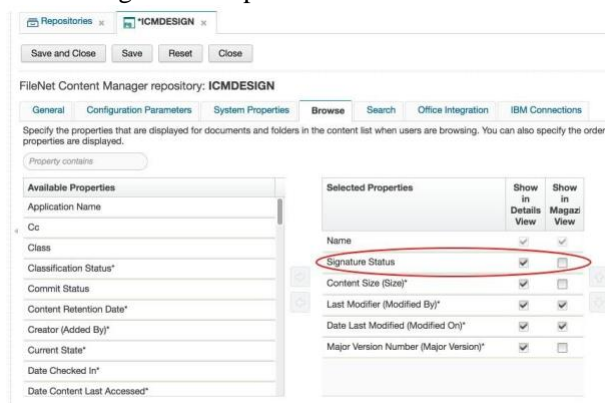 Repositories
*ICMDESIGN
Save and Close Save Reset Close
FileNet Content Manager repository: ICMDESIGN
General Configuration Parameters System Properties Browse Search Office Integration IBM Connections
Specify the properties that are displayed for documents and folders in the content list when users are browsing. You can also specify the order
properties are displayed.
Property contains
Available Properties
Application Name
Cc
Class
Classification Status*
Commit Status
Content Retention Date*
Creator (Added By)*
Current State*
Date Checked In*
Date Content Last Accessed*
Selected Properties
Show in Details View
Show in Magazi View
Name
Signature Status
Content Size (Size)*
Last Modifier (Modified By)*
Date Last Modified (Modified On)*
Major Version Number (Major Version)*